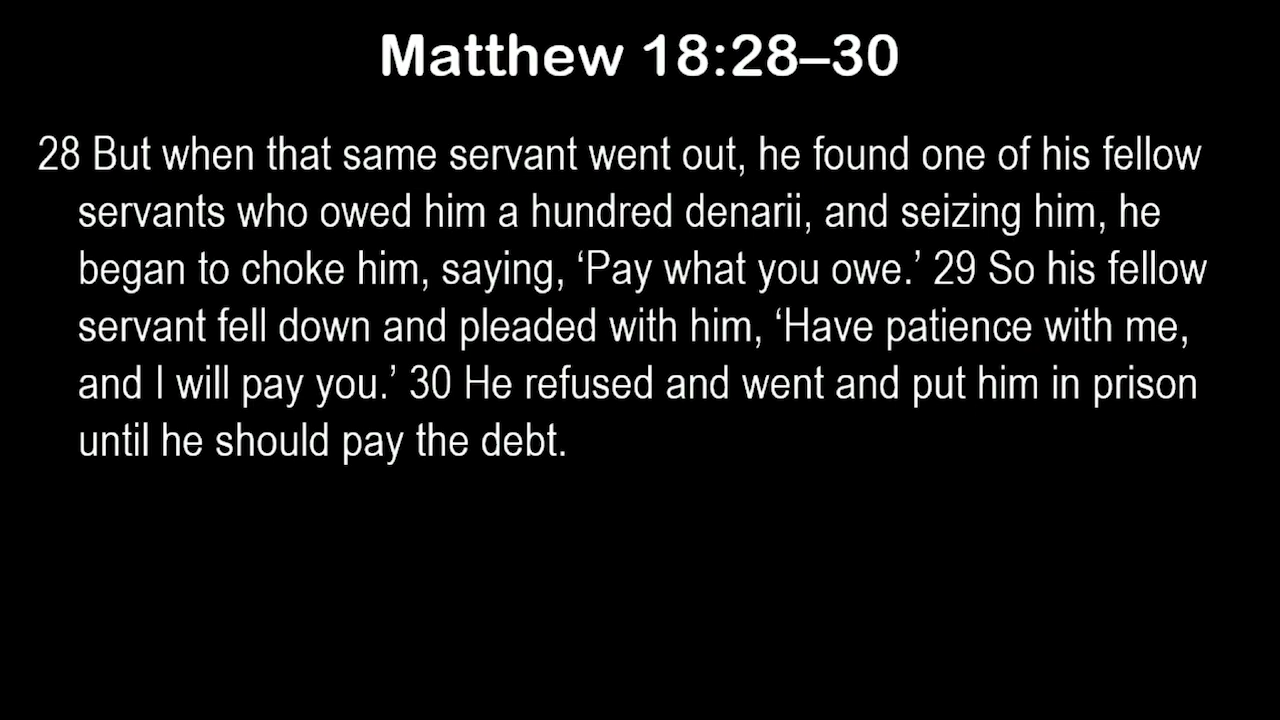 Matthew 18:28–30
28 But when that same servant went out, he found one of his fellow
servants who owed him a hundred denarii, and seizing him, he
began to choke him, saying, ‘Pay what you owe.’ 29 So his fellow
servant fell down and pleaded with him, ‘Have patience with me,
and I will pay you.’ 30 He refused and went and put him in prison
until he should pay the debt.